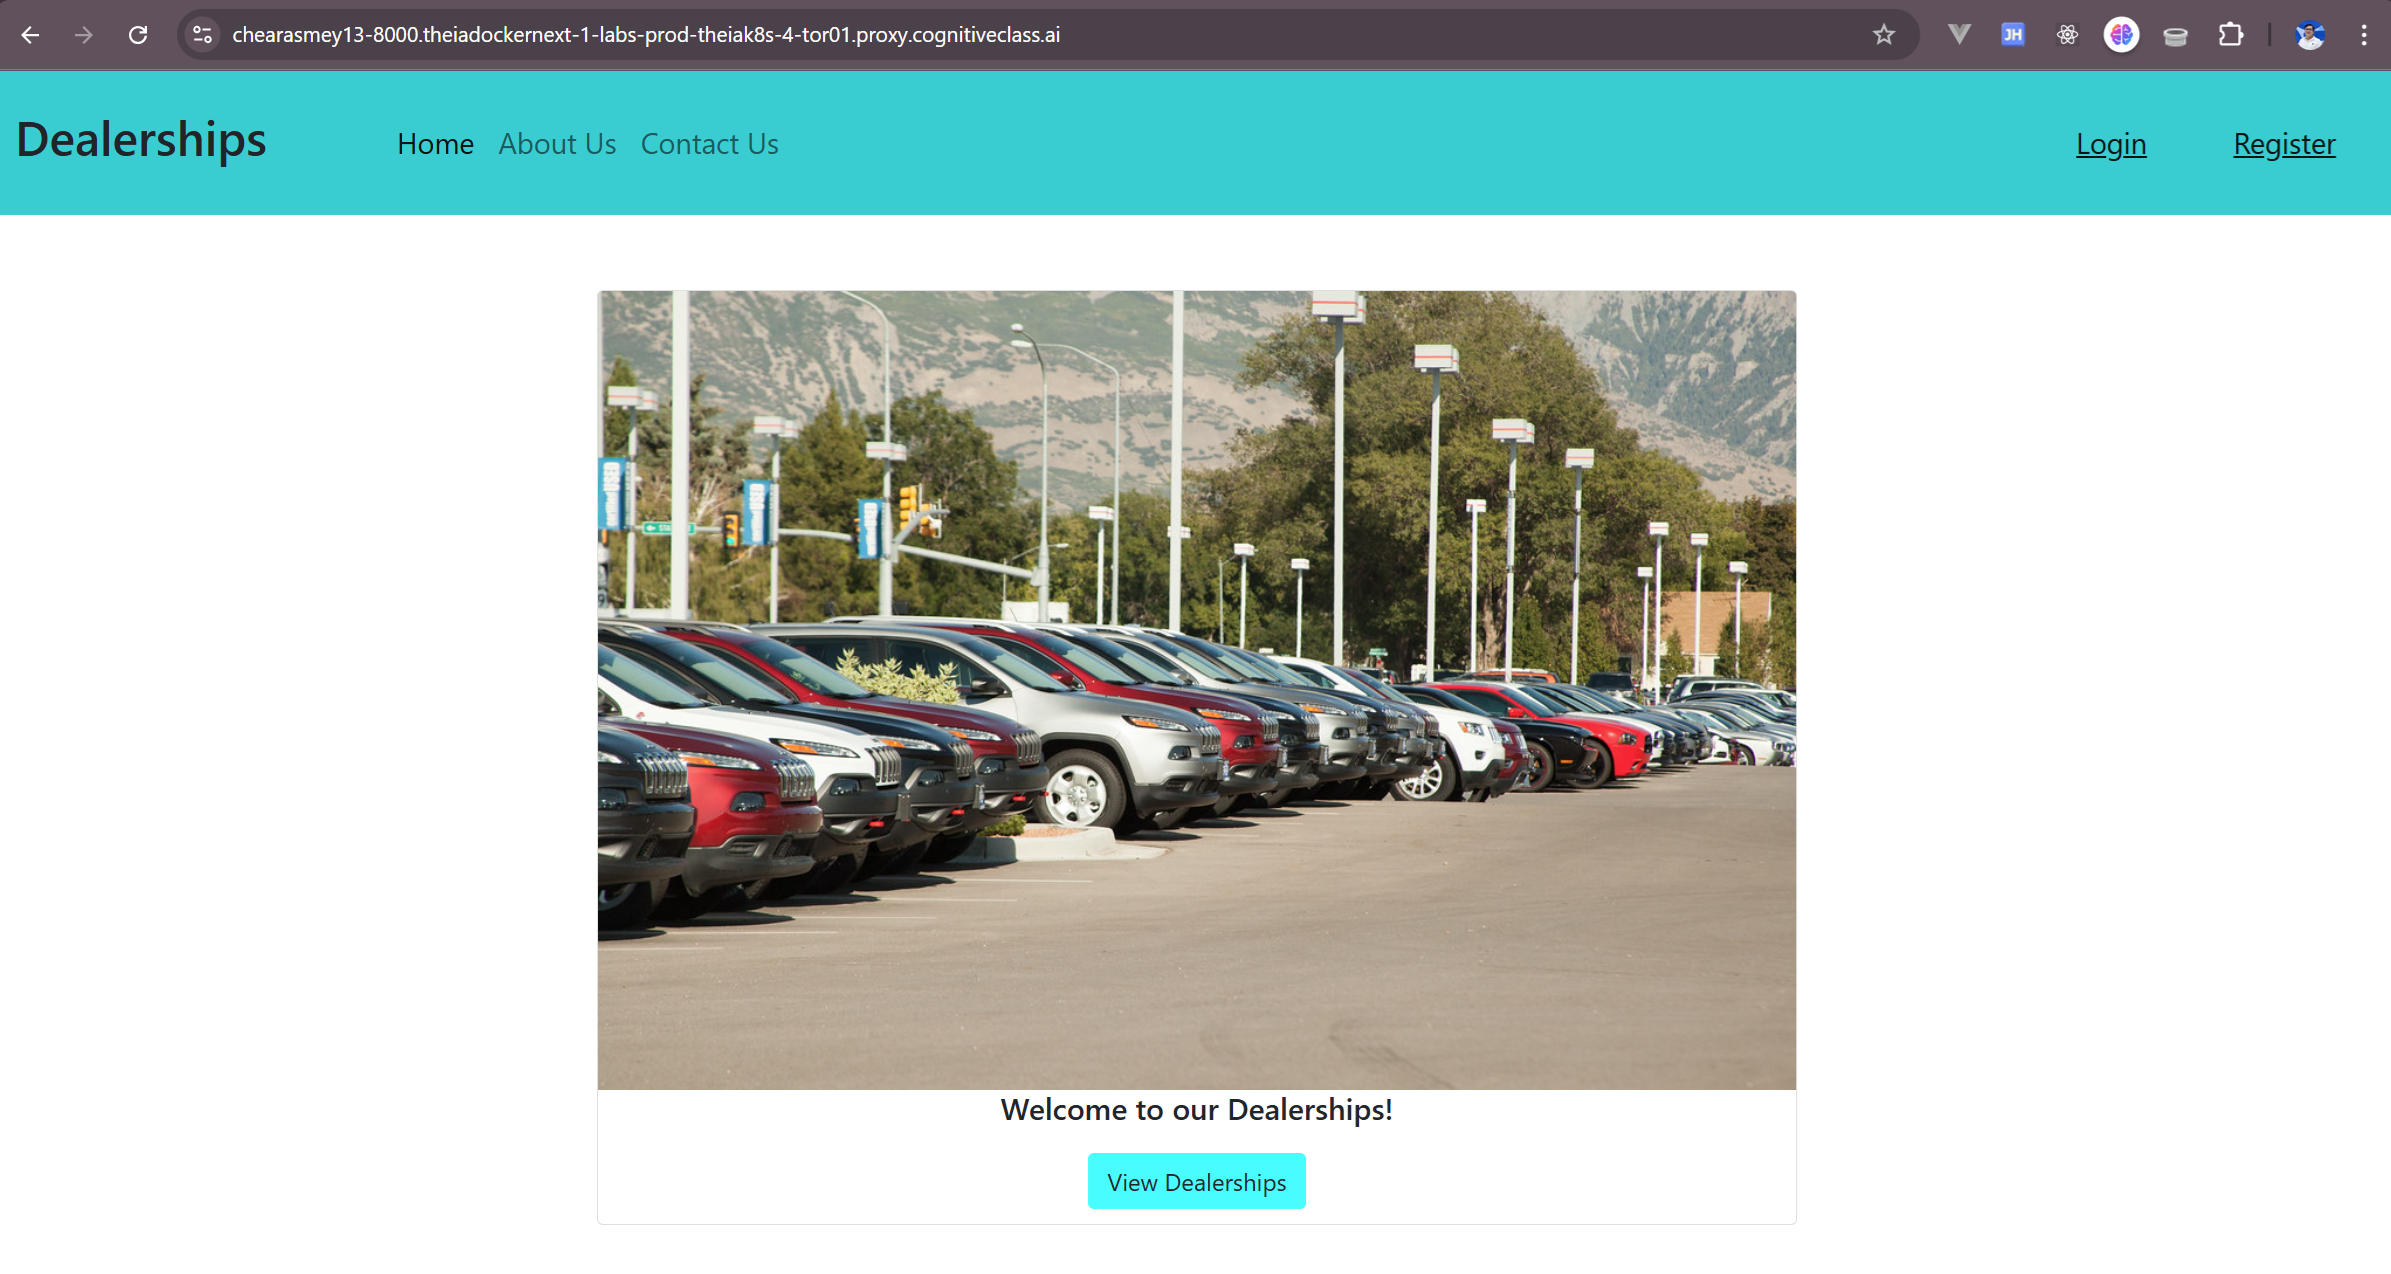 chearasmey13-8000.theiadockernext-1-labs-prod-theiak8s-4-tor01.proxy.cognitiveclass.ai
JH
Dealerships
Home About Us Contact Us
Login Register
Welcome to our Dealerships!
View Dealerships